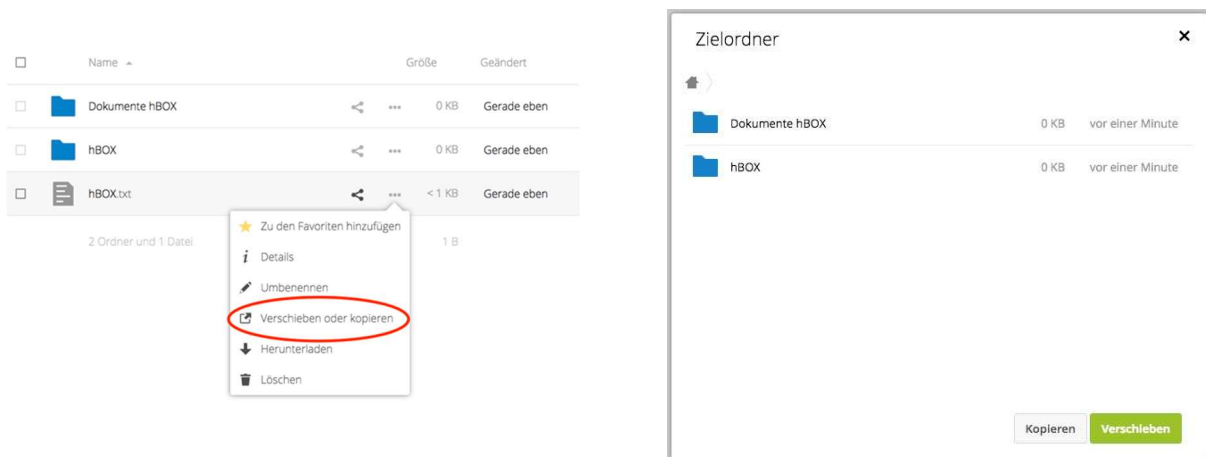 Name Größe Geändert
Dokumente hBOX 0 KB Gerade eben
hBOX 0 KB Gerade eben
hBOX.txt < 1 KB Gerade eben
2 Ordner und 1 Datei 1 B
Zu den Favoriten hinzufügen
Details
Umbenennen
Verschieben oder kopieren
Herunterladen
Löschen
Zielordner
Dokumente hBOX 0 KB vor einer Minute
hBOX 0 KB vor einer Minute
Kopieren Verschieben